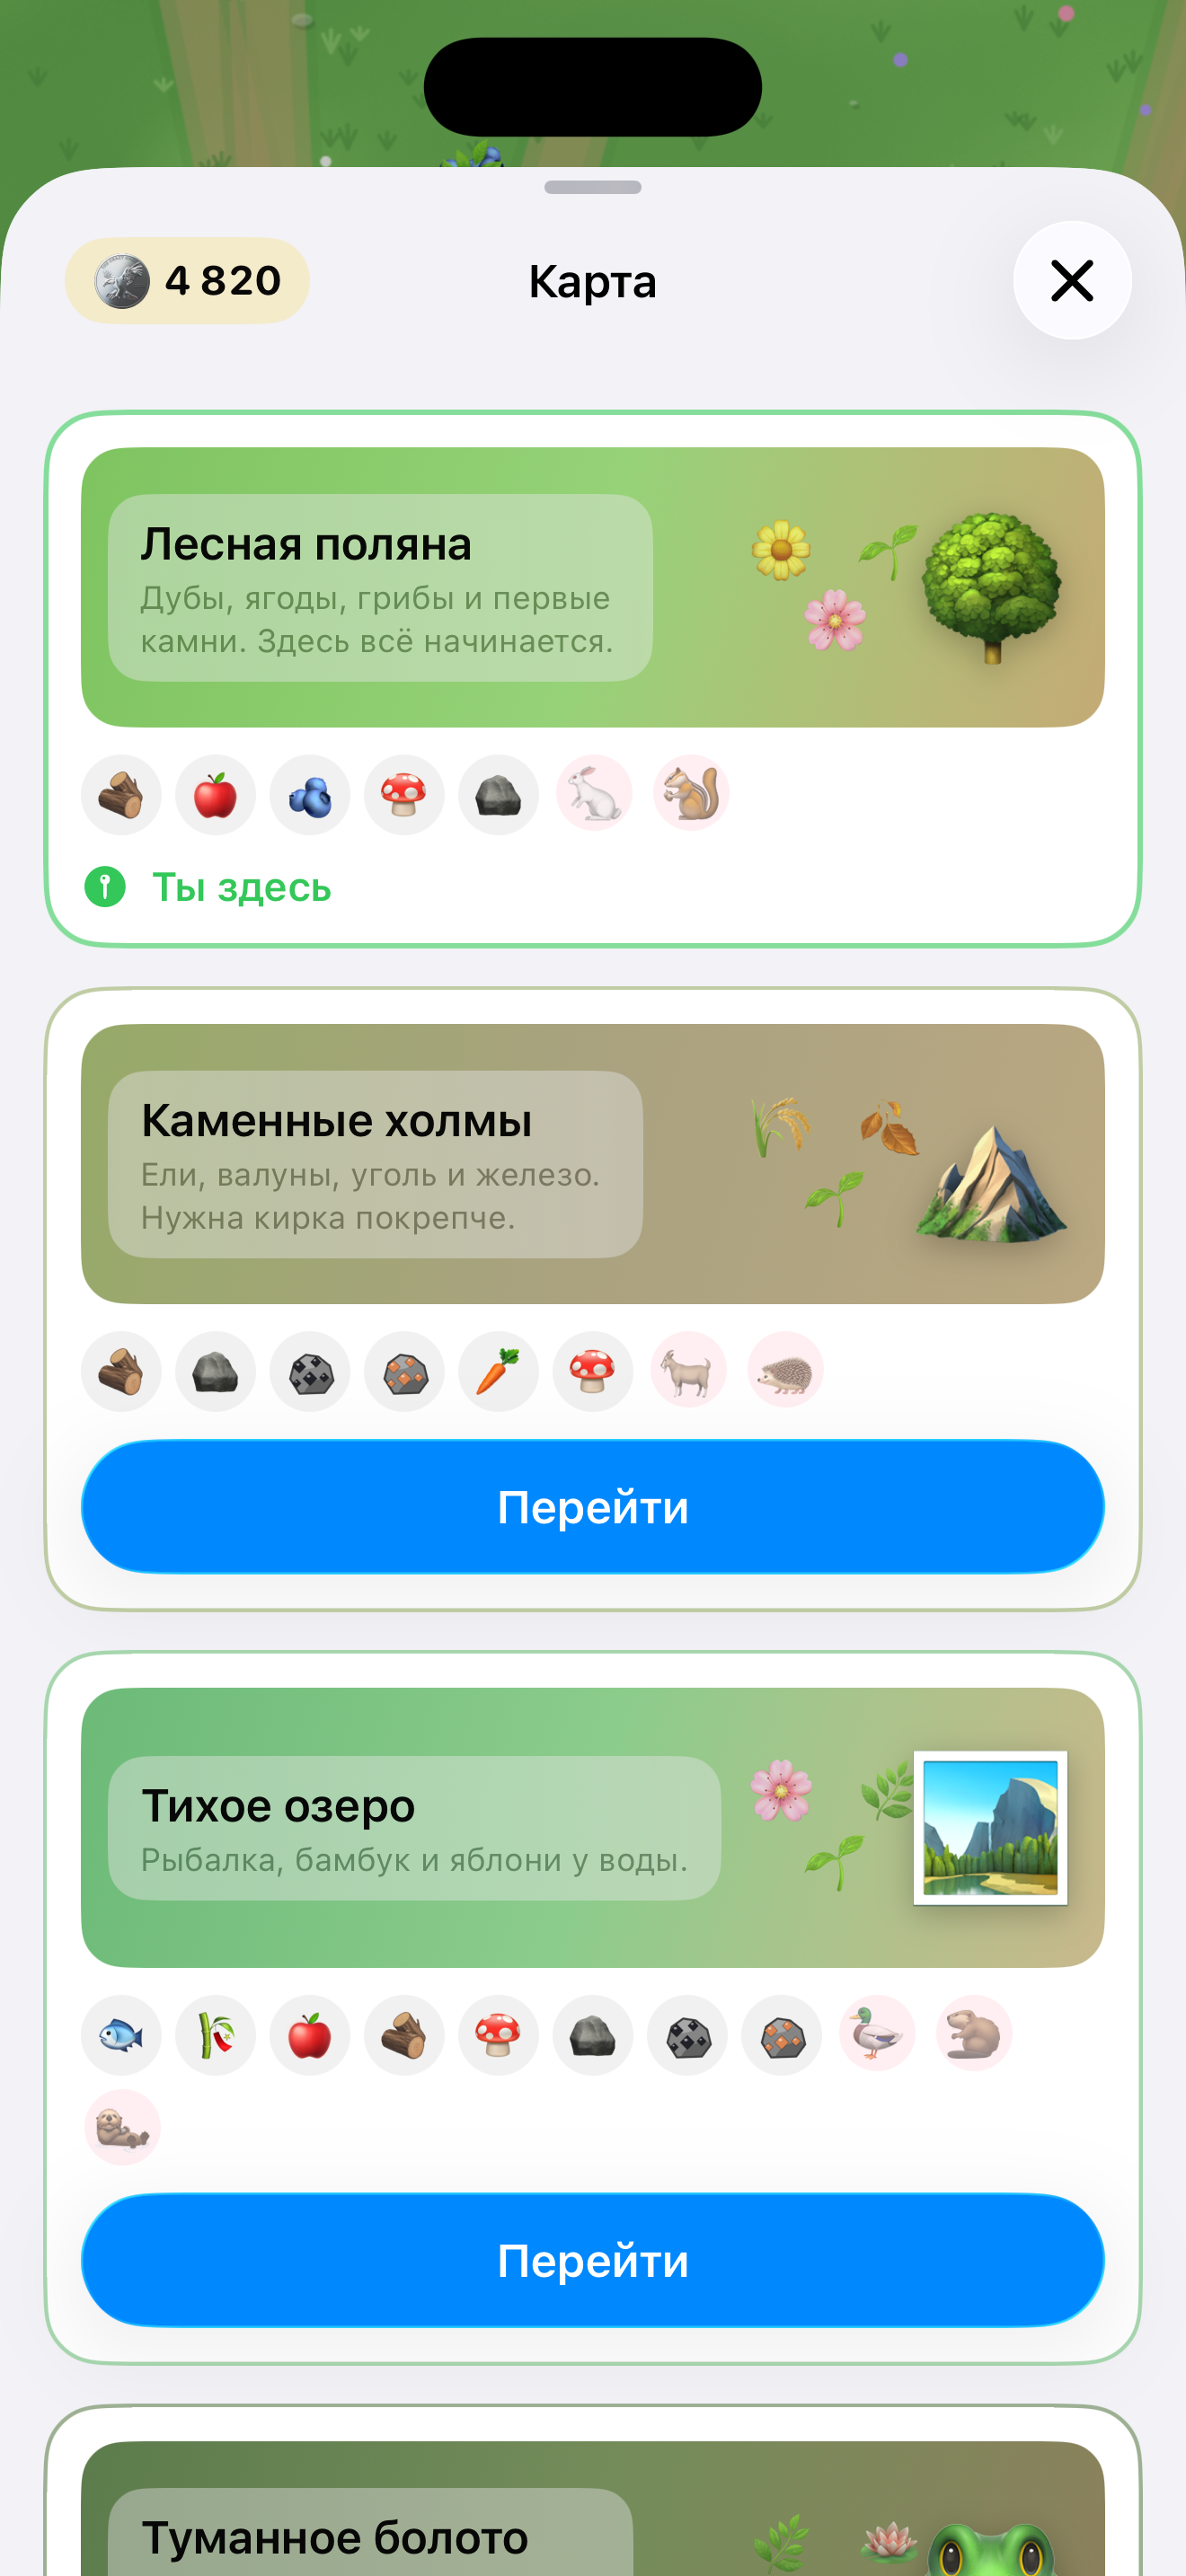 4 820
Карта
Лесная поляна
Дубы, ягоды, грибы и первые
камни. Здесь всё начинается.
Ты здесь
Каменные холмы
Ели, валуны, уголь и железо.
Нужна кирка покрепче.
Перейти
Тихое озеро
Рыбалка, бамбук и яблони у воды.
Перейти
Туманное болото